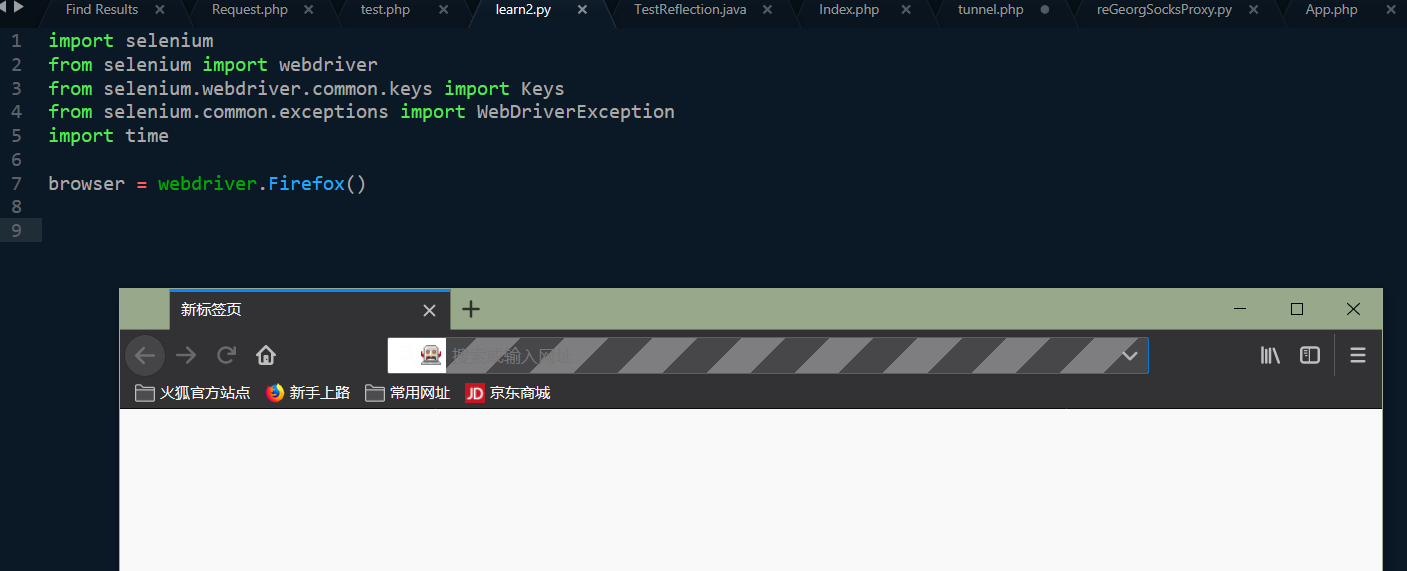 Find Results Request.php test.php learn2.py TestReflection.java Index.php tunnel.php reGeorgSocksProxy.py App.php
1 import selenium
2 from selenium import webdriver
3 from selenium.webdriver.common.keys import Keys
4 from selenium.common.exceptions import WebDriverException
5 import time
6
7 browser = webdriver.Firefox()
8
9
新标签页
搜索或输入网址
火狐官方站点 新手上路 常用网址 JD 京东商城